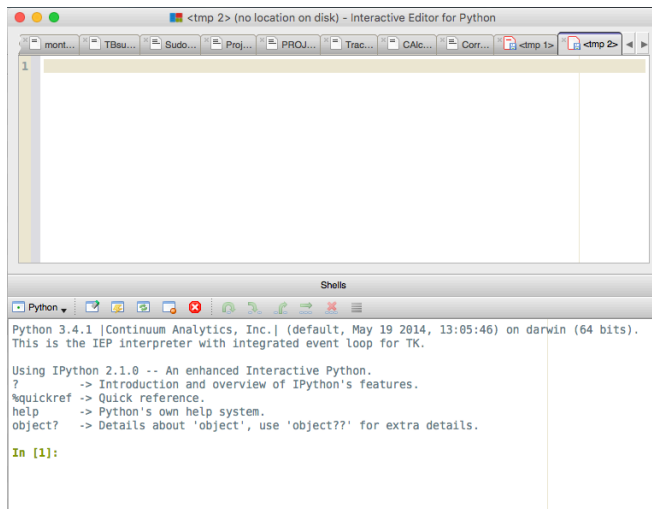 <tmp 2> (no location on disk) - Interactive Editor for Python
mont... TBsu... Sudo... Proj... PROJ... Trac... CAlc... Corr... <tmp 1> <tmp 2>
1
Shells
Python
Python 3.4.1 |Continuum Analytics, Inc.| (default, May 19 2014, 13:05:46) on darwin (64 bits).
This is the IEP interpreter with integrated event loop for TK.
Using IPython 2.1.0 -- An enhanced Interactive Python.
?         -> Introduction and overview of IPython's features.
%quickref -> Quick reference.
help      -> Python's own help system.
object?   -> Details about 'object', use 'object??' for extra details.
In [1]: